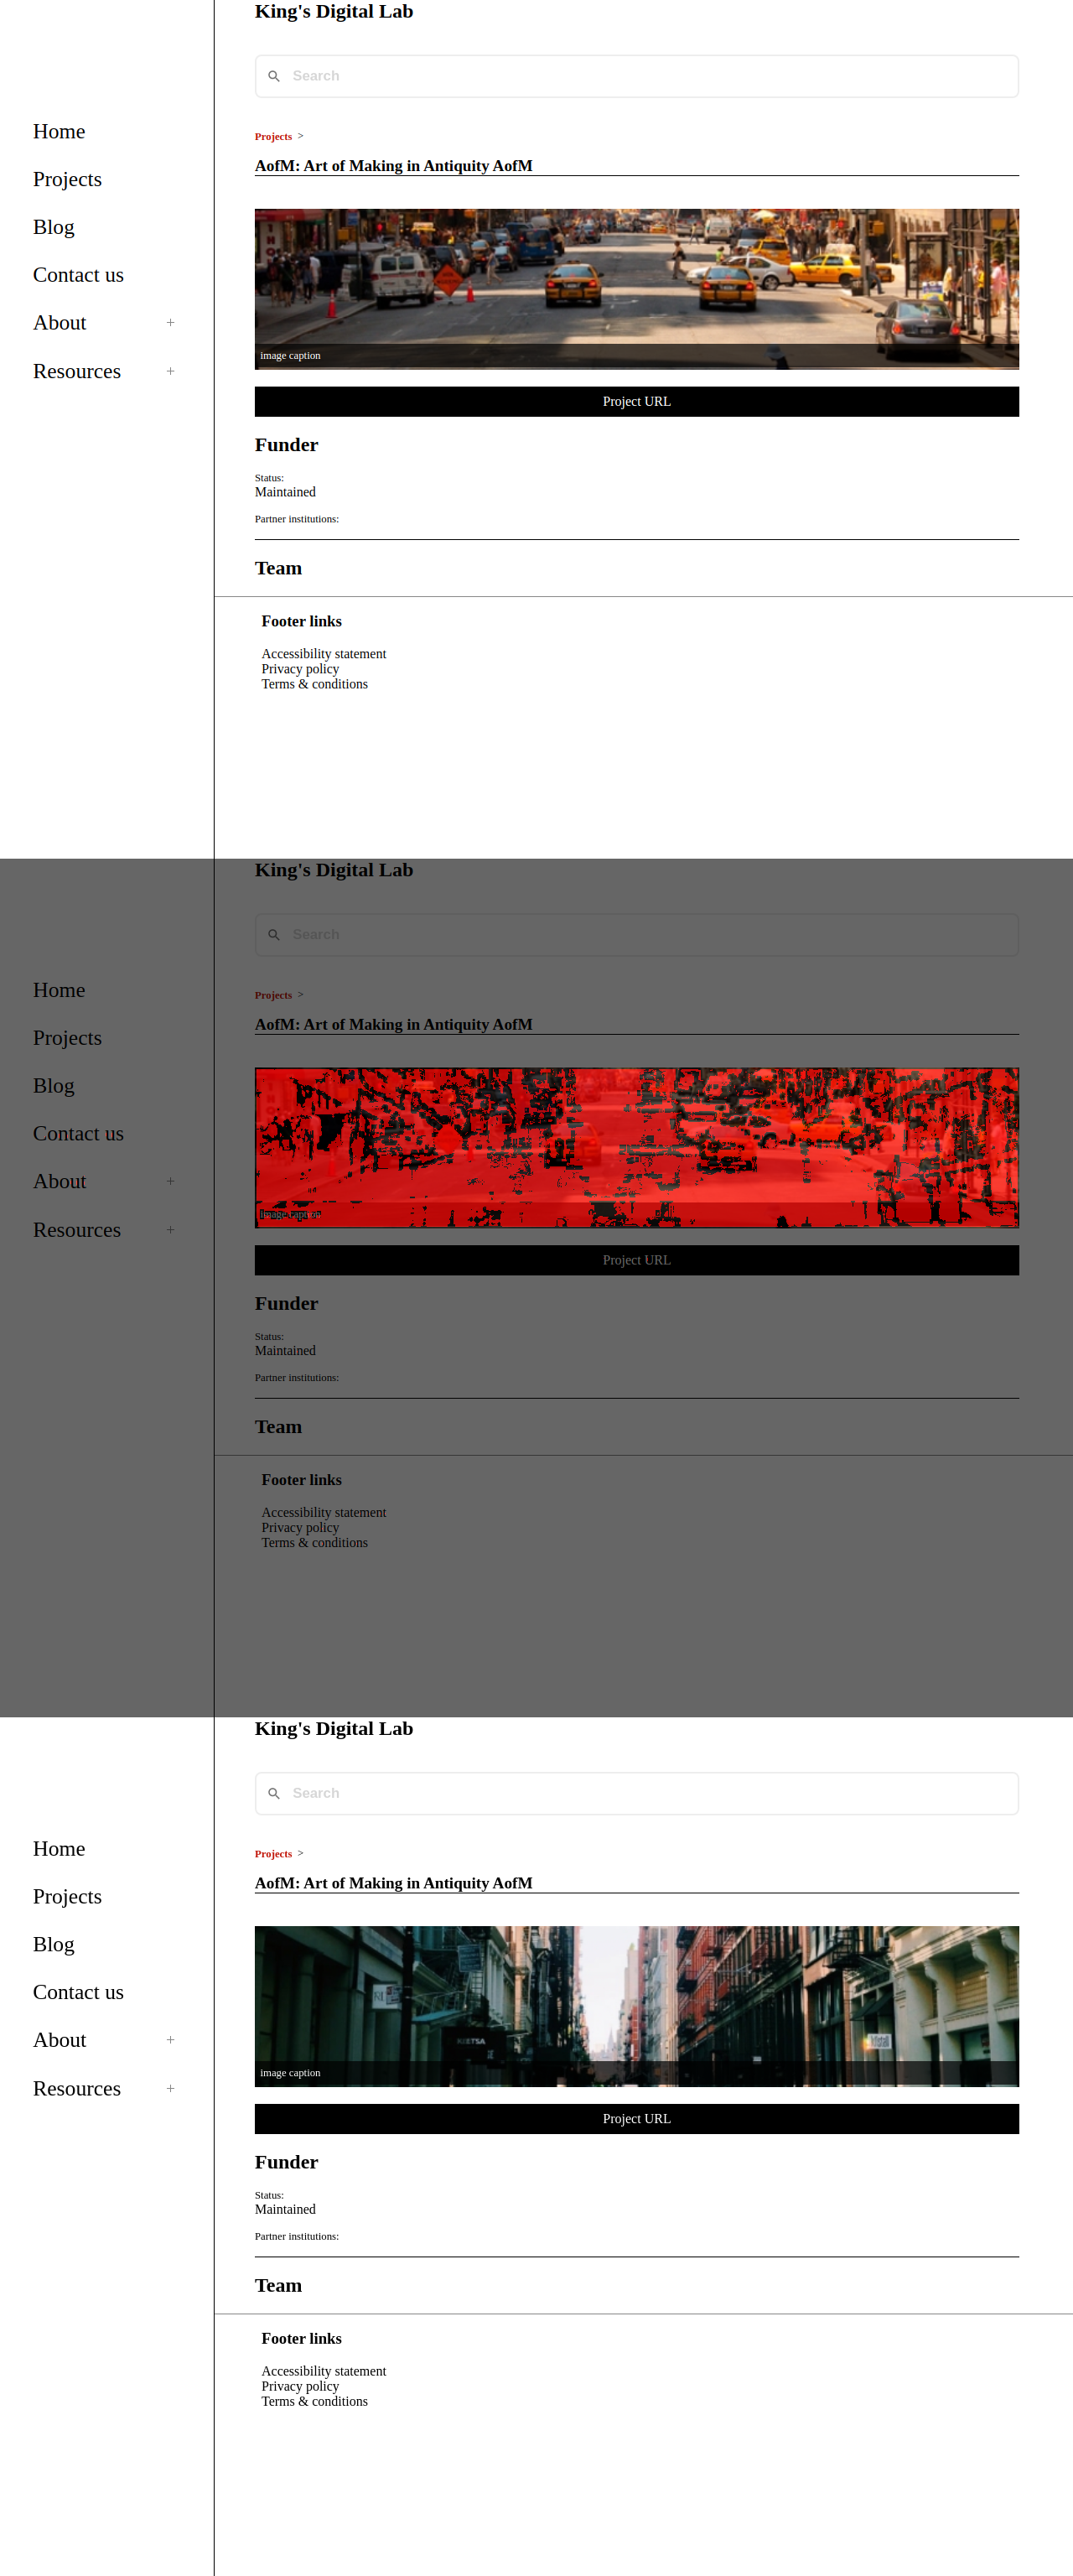 King's Digital Lab
Search
Home
Projects
Blog
Contact us
About +
Resources +
Projects >
AofM: Art of Making in Antiquity AofM
image caption
Project URL
Funder
Status:
Maintained
Partner institutions:
Team
Footer links
Accessibility statement
Privacy policy
Terms & conditions
King's Digital Lab
Search
Home
Projects
Blog
Contact us
About +
Resources +
Projects >
AofM: Art of Making in Antiquity AofM
image caption
Project URL
Funder
Status:
Maintained
Partner institutions:
Team
Footer links
Accessibility statement
Privacy policy
Terms & conditions
King's Digital Lab
Search
Home
Projects
Blog
Contact us
About +
Resources +
Projects >
AofM: Art of Making in Antiquity AofM
image caption
Project URL
Funder
Status:
Maintained
Partner institutions:
Team
Footer links
Accessibility statement
Privacy policy
Terms & conditions